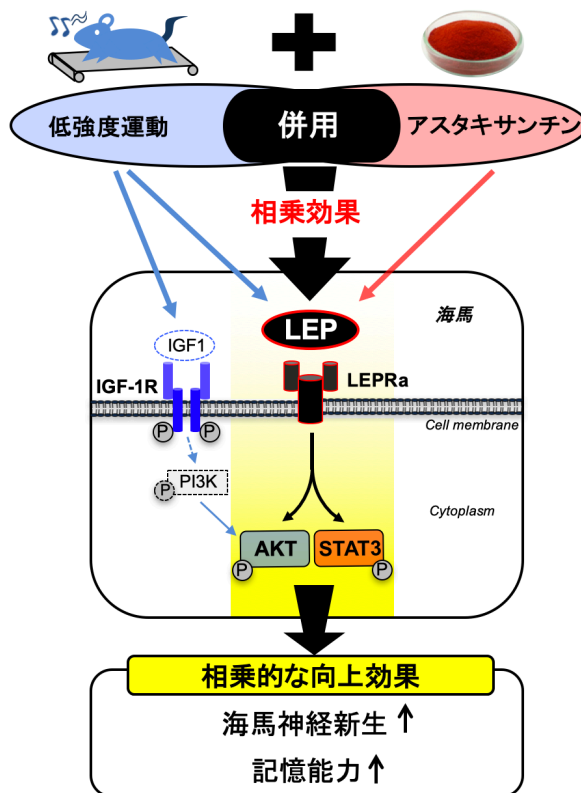 低強度運動
併用
アスタキサンチン
相乗効果
海馬
LEP
IGF1
IGF-1R
LEPRa
P
P
Cell membrane
PI3K
P
Cytoplasm
AKT
STAT3
P
P
相乗的な向上効果
海馬神経新生↑
記憶能力↑